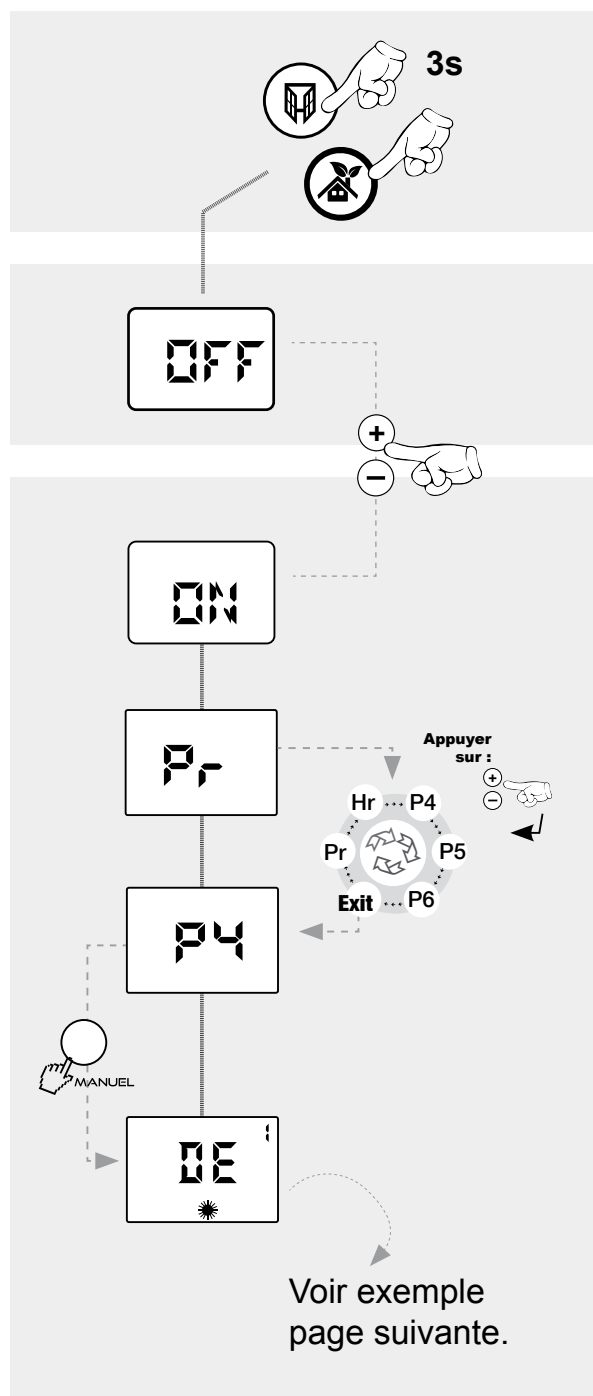 3s
OFF
+
−
ON
Pr
Appuyer
sur :
+
−
Hr P4
Pr P5
Exit P6
P4
MANUEL
1
DE
Voir exemple
page suivante.